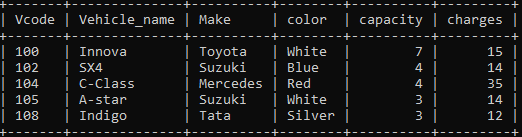 +-------+--------------+----------+--------+----------+---------+
| Vcode | Vehicle_name | Make     | color  | capacity | charges |
+-------+--------------+----------+--------+----------+---------+
| 100   | Innova       | Toyota   | White  |        7 |      15 |
| 102   | SX4          | Suzuki   | Blue   |        4 |      14 |
| 104   | C-Class      | Mercedes | Red    |        4 |      35 |
| 105   | A-star       | Suzuki   | White  |        3 |      14 |
| 108   | Indigo       | Tata     | Silver |        3 |      12 |
+-------+--------------+----------+--------+----------+---------+